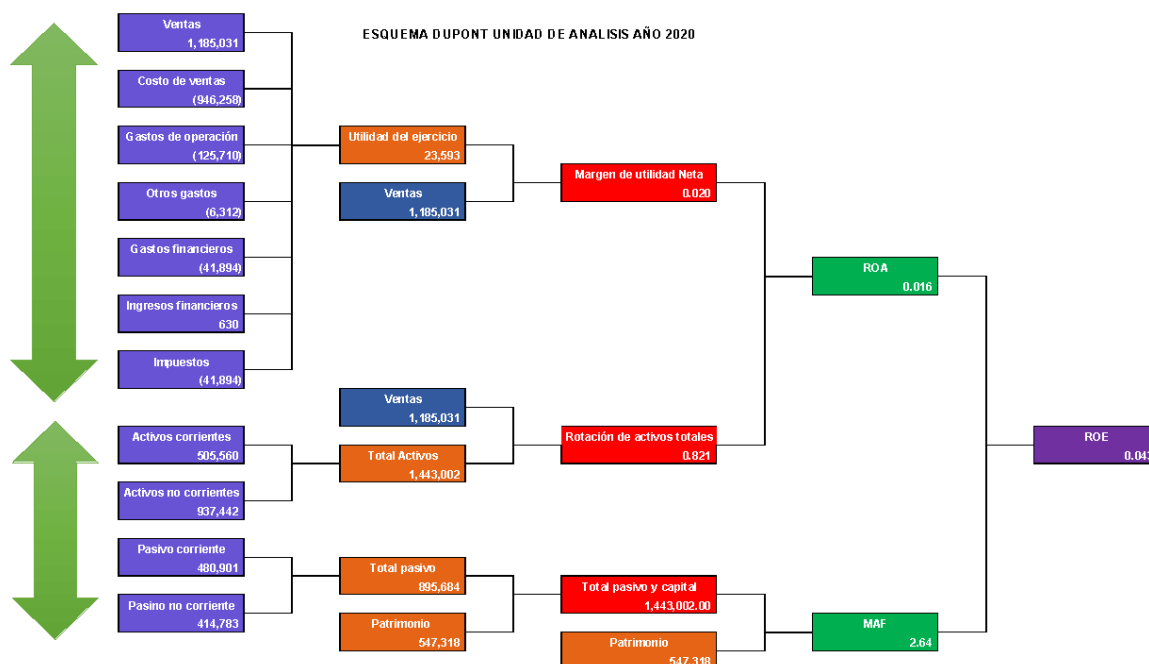 ESQUEMA DUPONT UNIDAD DE ANALISIS AÑO 2020
Ventas
1,185,031
Costo de ventas
(946,258)
Gastos de operación
(125,710)
Otros gastos
(6,312)
Gastos financieros
(41,894)
Ingresos financieros
630
Impuestos
(41,894)
Utilidad del ejercicio
23,593
Ventas
1,185,031
Margen de utilidad Neta
0.020
ROA
0.016
Activos corrientes
505,560
Activos no corrientes
937,442
Ventas
1,185,031
Total Activos
1,443,002
Rotación de activos totales
0.821
ROE
0.043
Pasivo corriente
480,901
Pasino no corriente
414,783
Total pasivo
895,684
Patrimonio
547,318
Total pasivo y capital
1,443,002.00
Patrimonio
547,318
MAF
2.64